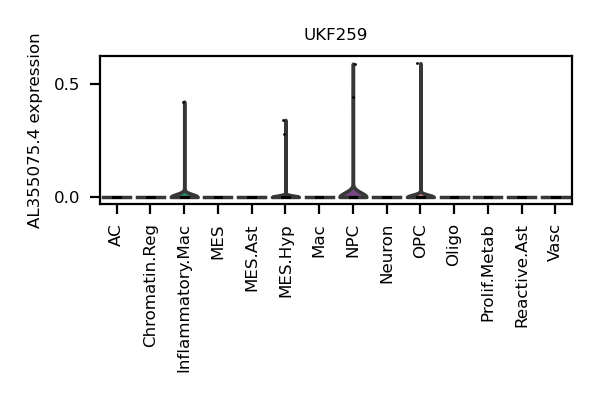 UKF259
AL355075.4 expression
0.5
0.0
AC
Chromatin.Reg
Inflammatory.Mac
MES
MES.Ast
MES.Hyp
Mac
NPC
Neuron
OPC
Oligo
Prolif.Metab
Reactive.Ast
Vasc